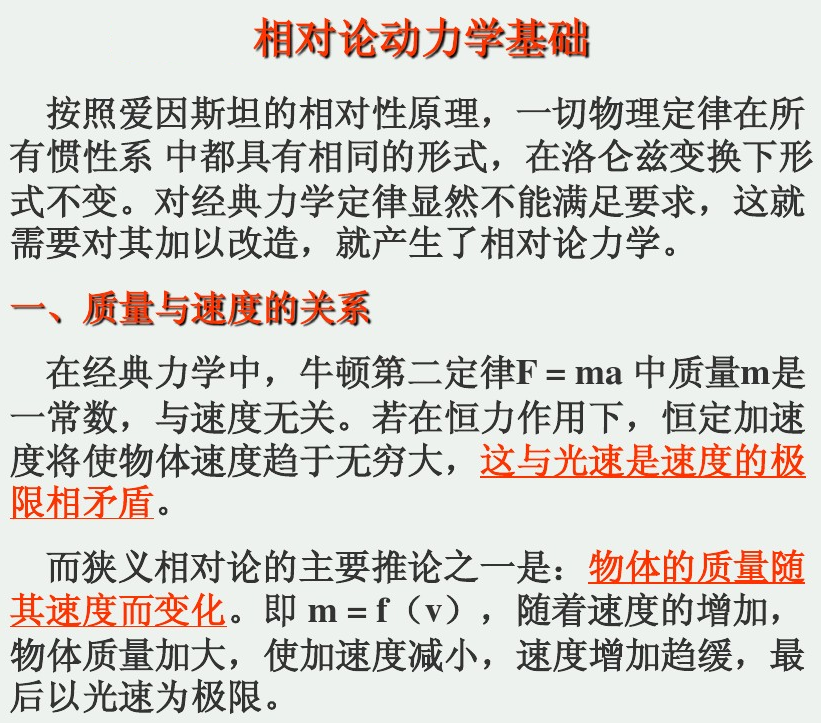 相对论动力学基础
按照爱因斯坦的相对性原理，一切物理定律在所
有惯性系 中都具有相同的形式，在洛仑兹变换下形
式不变。对经典力学定律显然不能满足要求，这就
需要对其加以改造，就产生了相对论力学。
一、质量与速度的关系
在经典力学中，牛顿第二定律F = ma 中质量m是
一常数，与速度无关。若在恒力作用下，恒定加速
度将使物体速度趋于无穷大，这与光速是速度的极
限相矛盾。
而狭义相对论的主要推论之一是：物体的质量随
其速度而变化。即 m = f（v），随着速度的增加，
物体质量加大，使加速度减小，速度增加趋缓，最
后以光速为极限。